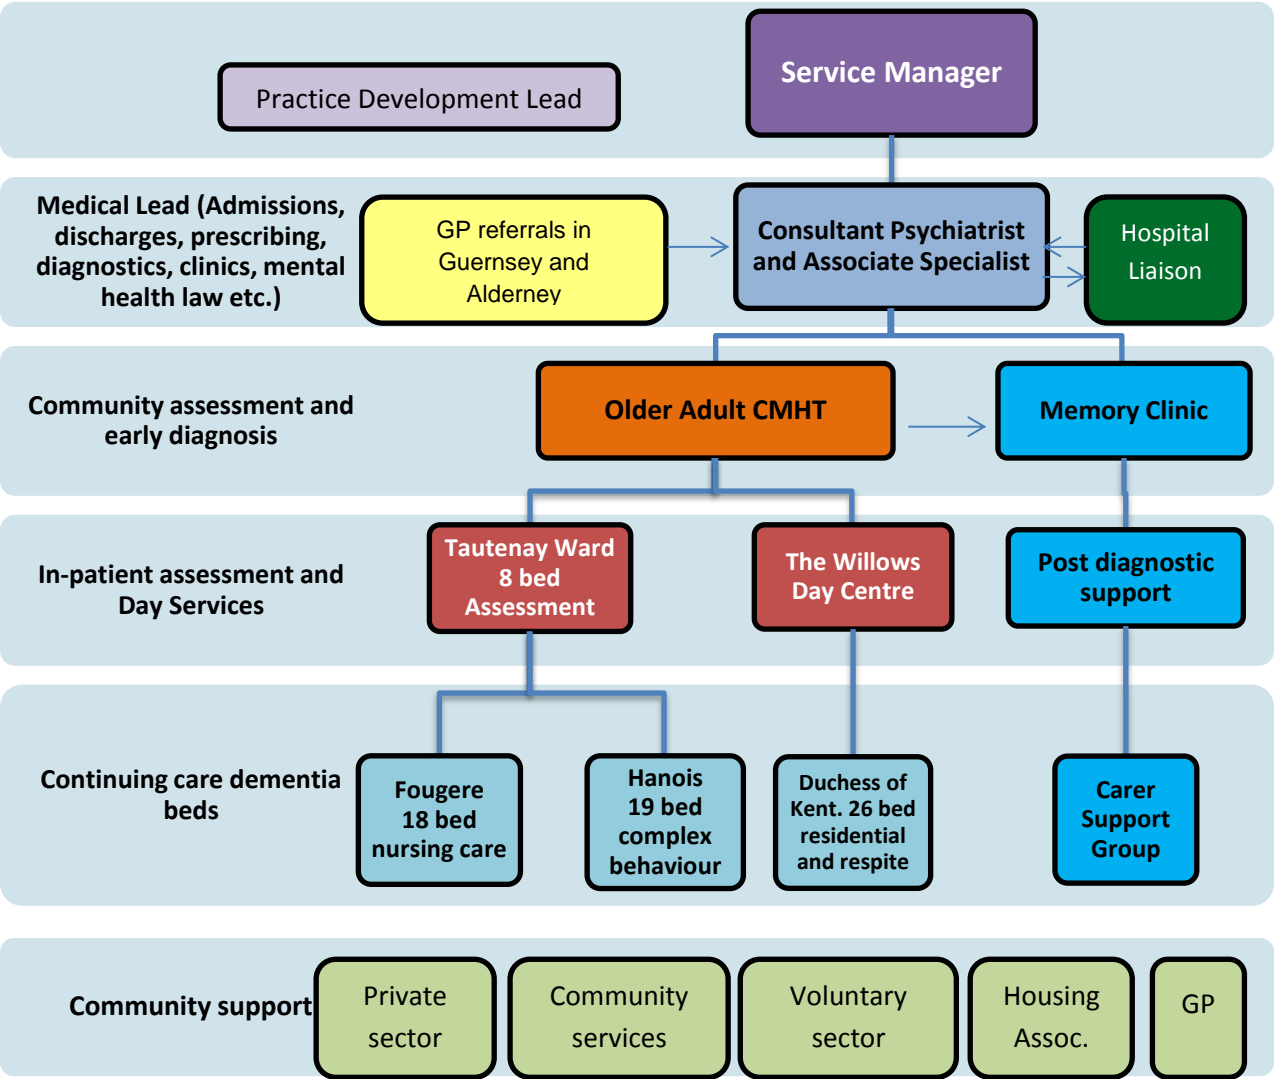 Service Manager
Practice Development Lead
Medical Lead (Admissions,
discharges, prescribing,
diagnostics, clinics, mental
health law etc.)
GP referrals in
Guernsey and
Alderney
Consultant Psychiatrist
and Associate Specialist
Hospital
Liaison
Community assessment and
early diagnosis
Older Adult CMHT
Memory Clinic
In-patient assessment and
Day Services
Tautenay Ward
8 bed
Assessment
The Willows
Day Centre
Post diagnostic
support
Continuing care dementia
beds
Fougere
18 bed
nursing care
Hanois
19 bed
complex
behaviour
Duchess of
Kent. 26 bed
residential
and respite
Carer
Support
Group
Community support
Private
sector
Community
services
Voluntary
sector
Housing
Assoc.
GP